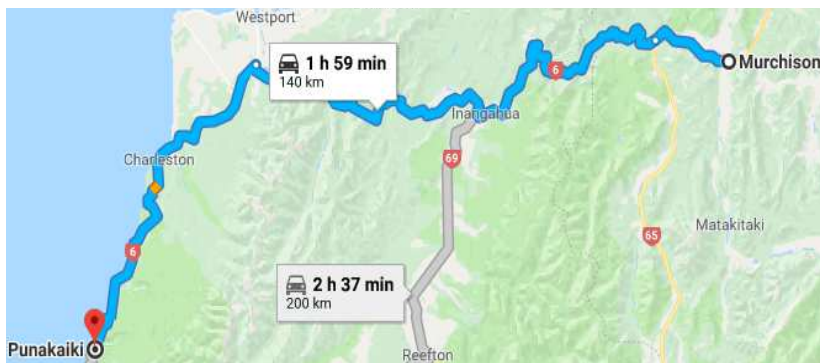 Westport
1 h 59 min
140 km
6
Murchison
Inangahua
Charleston
69
Matakitaki
65
6
2 h 37 min
200 km
Punakaiki
Reefton